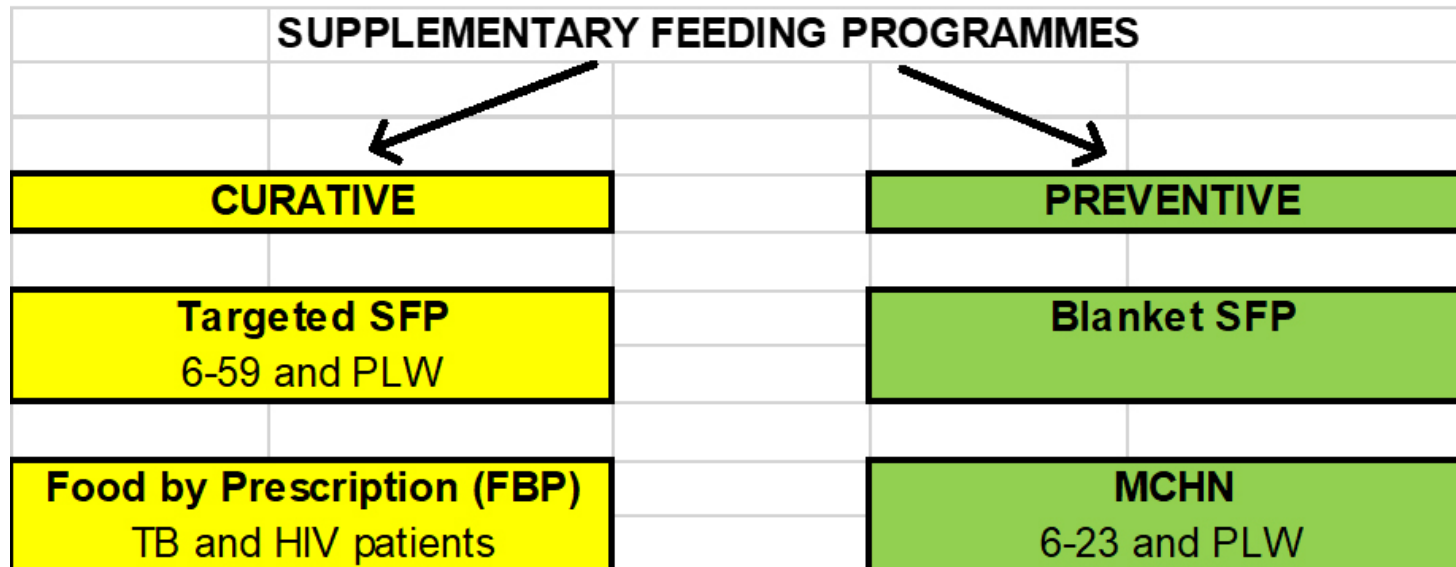 SUPPLEMENTARY FEEDING PROGRAMMES
CURATIVE
PREVENTIVE
Targeted SFP
6-59 and PLW
Blanket SFP
Food by Prescription (FBP)
TB and HIV patients
MCHN
6-23 and PLW